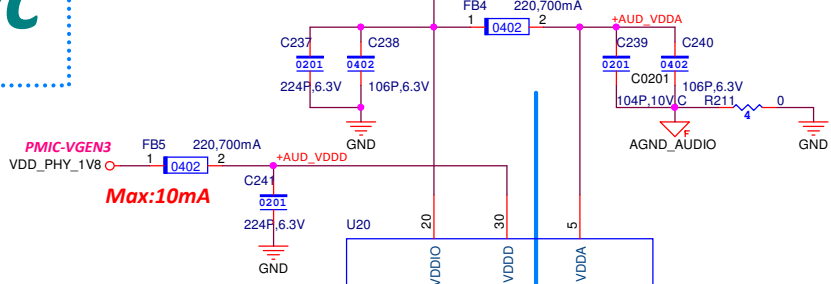 c
FB4 220,700mA
1 0402 2
+AUD_VDDA
C237 C238 C239 C240
0201 0402 0201 0402
C0201
224P,6.3V 106P,6.3V 106P,6.3V
104P,10V,C R211 0
4
GND AGND_AUDIO F GND
PMIC-VGEN3 FB5 220,700mA
VDD_PHY_1V8 1 0402 2 +AUD_VDDD
Max:10mA
C241
0201
224P,6.3V
U20
GND
20 30 5
VDDIO VDDD VDDA